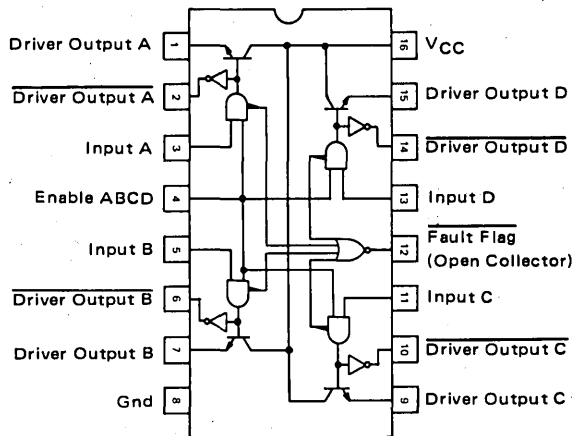 Driver Output A
1
Driver Output A
2
Input A
3
Enable ABCD
4
Input B
5
Driver Output B
6
Driver Output B
7
Gnd
8
16
VCC
15
Driver Output D
14
Driver Output D
13
Input D
12
Fault Flag
(Open Collector)
11
Input C
10
Driver Output C
9
Driver Output C